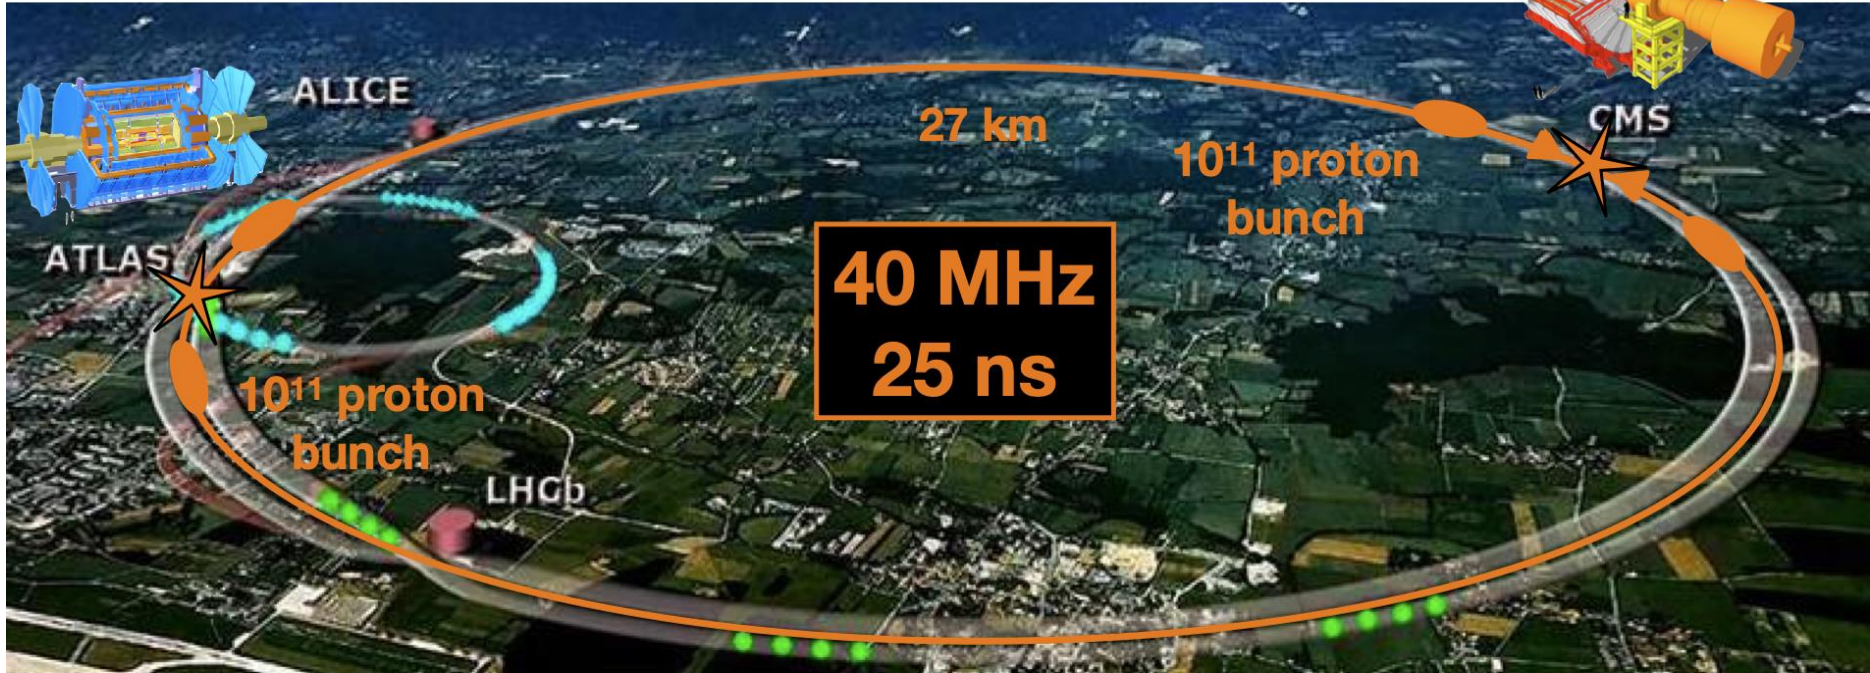 ALICE
CMS
27 km
10¹¹ proton
bunch
ATLAS
40 MHz
25 ns
10¹¹ proton
bunch
LHCb